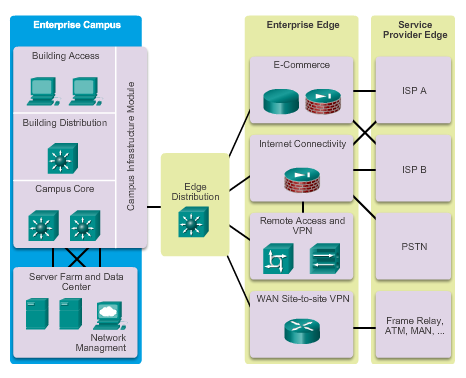 Enterprise Campus
Building Access
Building Distribution
Campus Core
Campus Infrastructure Module
Server Farm and Data
Center
Network
Managment
Edge
Distribution
Enterprise Edge
E-Commerce
Internet Connectivity
Remote Access and
VPN
WAN Site-to-site VPN
Service
Provider Edge
ISP A
ISP B
PSTN
Frame Relay,
ATM, MAN, ...